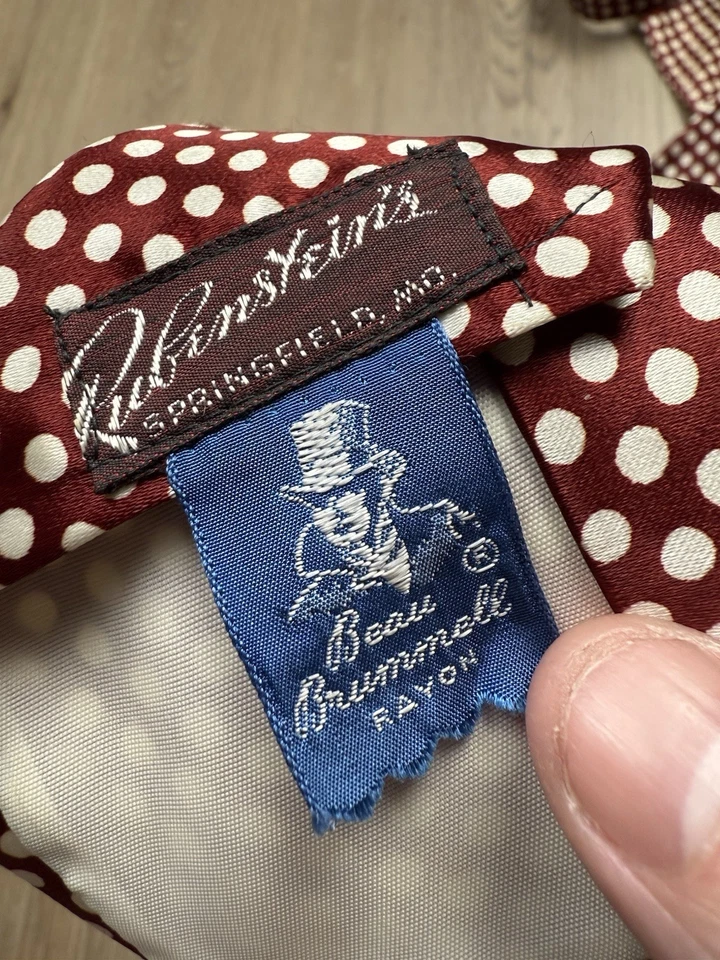 Rubenstein's
SPRINGFIELD, MO.
®
Beau
Brummell
RAYON